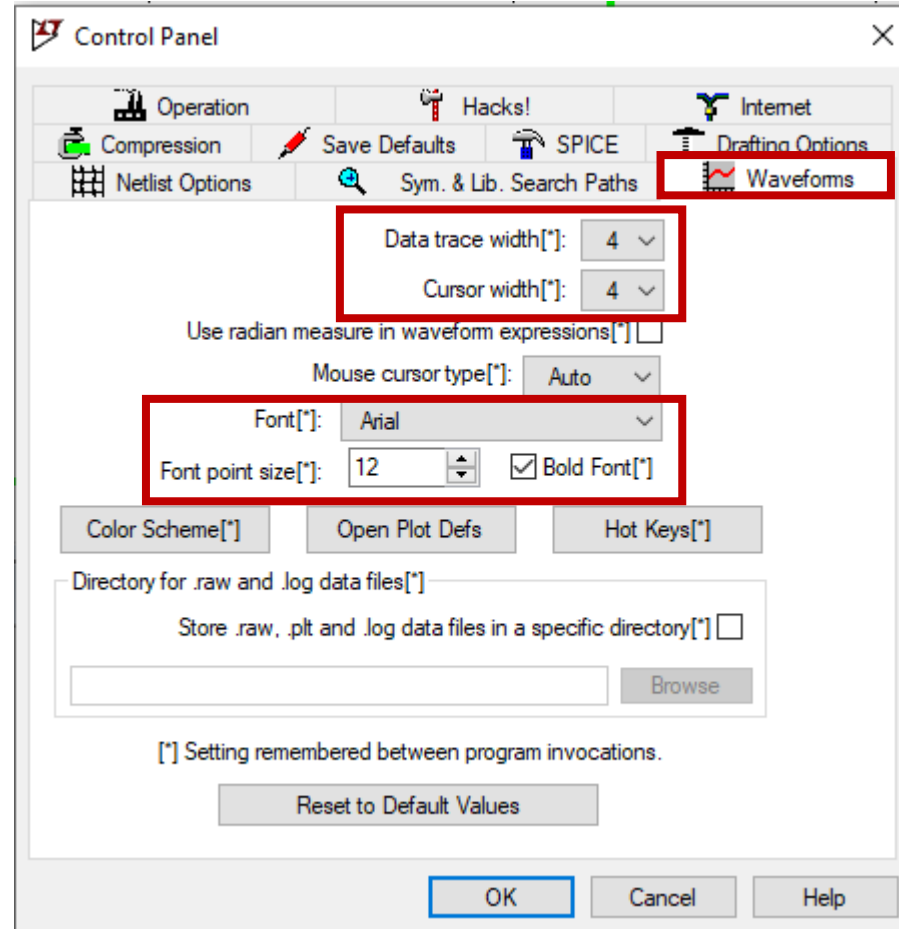 Control Panel
Operation Hacks! Internet
Compression Save Defaults SPICE Drafting Options
Netlist Options Sym. & Lib. Search Paths Waveforms
Data trace width[*]: 4
Cursor width[*]: 4
Use radian measure in waveform expressions[*]
Mouse cursor type[*]: Auto
Font[*]: Arial
Font point size[*]: 12 Bold Font[*]
Color Scheme[*] Open Plot Defs Hot Keys[*]
Directory for .raw and .log data files[*]
Store .raw, .plt and .log data files in a specific directory[*]
Browse
[*] Setting remembered between program invocations.
Reset to Default Values
OK Cancel Help